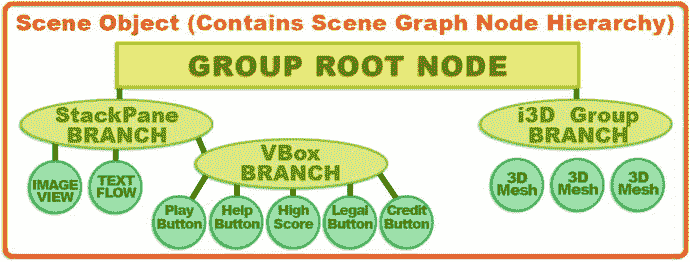 Scene Object (Contains Scene Graph Node Hierarchy)
GROUP ROOT NODE
StackPane
BRANCH
i3D Group
BRANCH
VBox
BRANCH
IMAGE
VIEW
TEXT
FLOW
3D
Mesh
3D
Mesh
3D
Mesh
Play
Button
Help
Button
High
Score
Legal
Button
Credit
Button